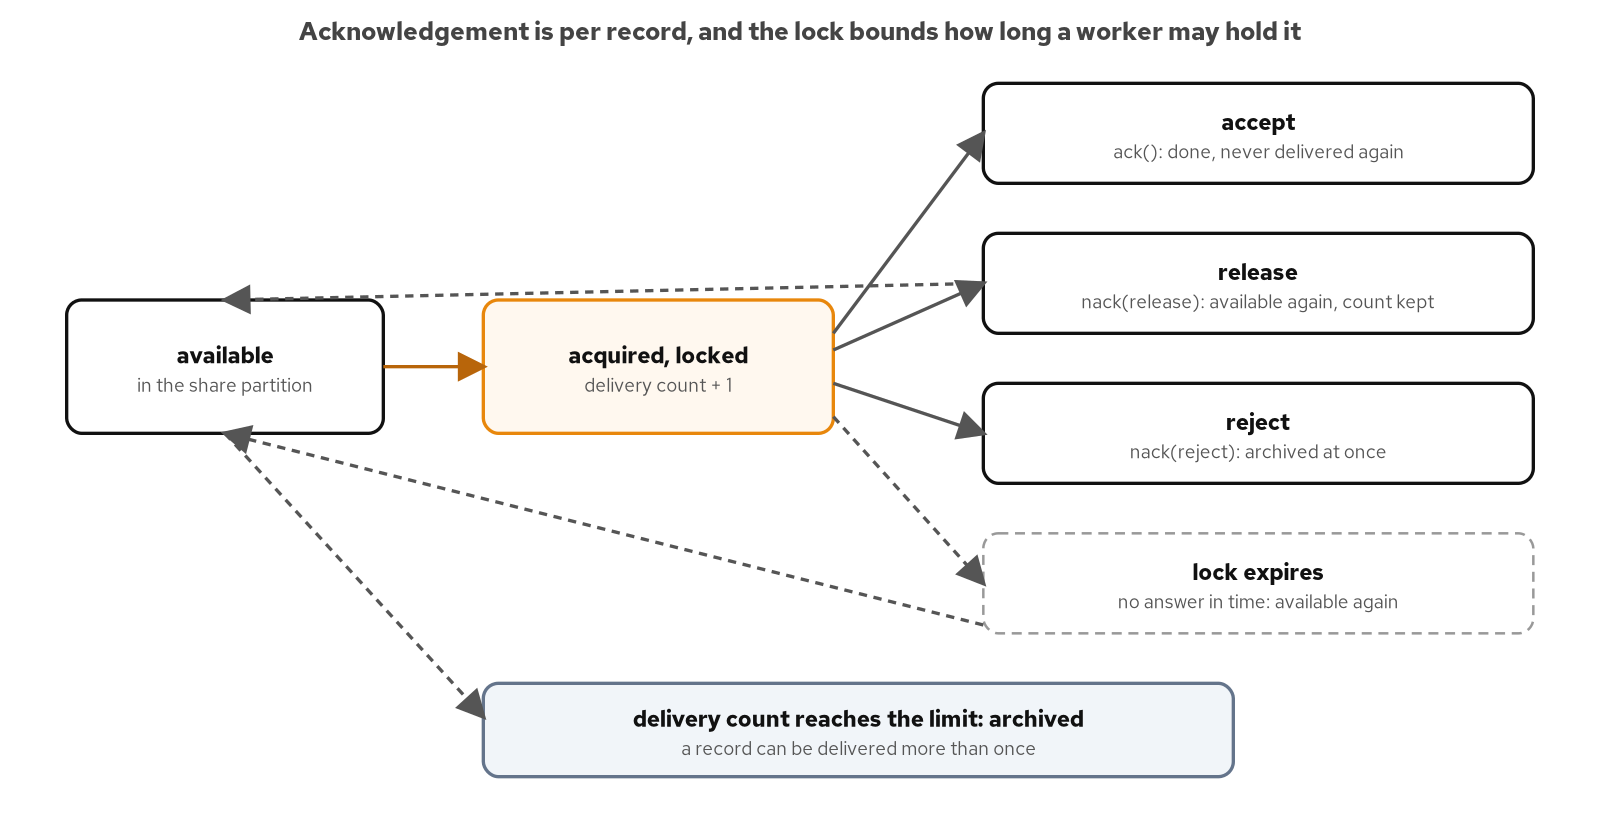 Acknowledgement is per record, and the lock bounds how long a worker may hold it
accept
ack(): done, never delivered again
release
nack(release): available again, count kept
available
in the share partition
acquired, locked
delivery count + 1
reject
nack(reject): archived at once
lock expires
no answer in time: available again
delivery count reaches the limit: archived
a record can be delivered more than once